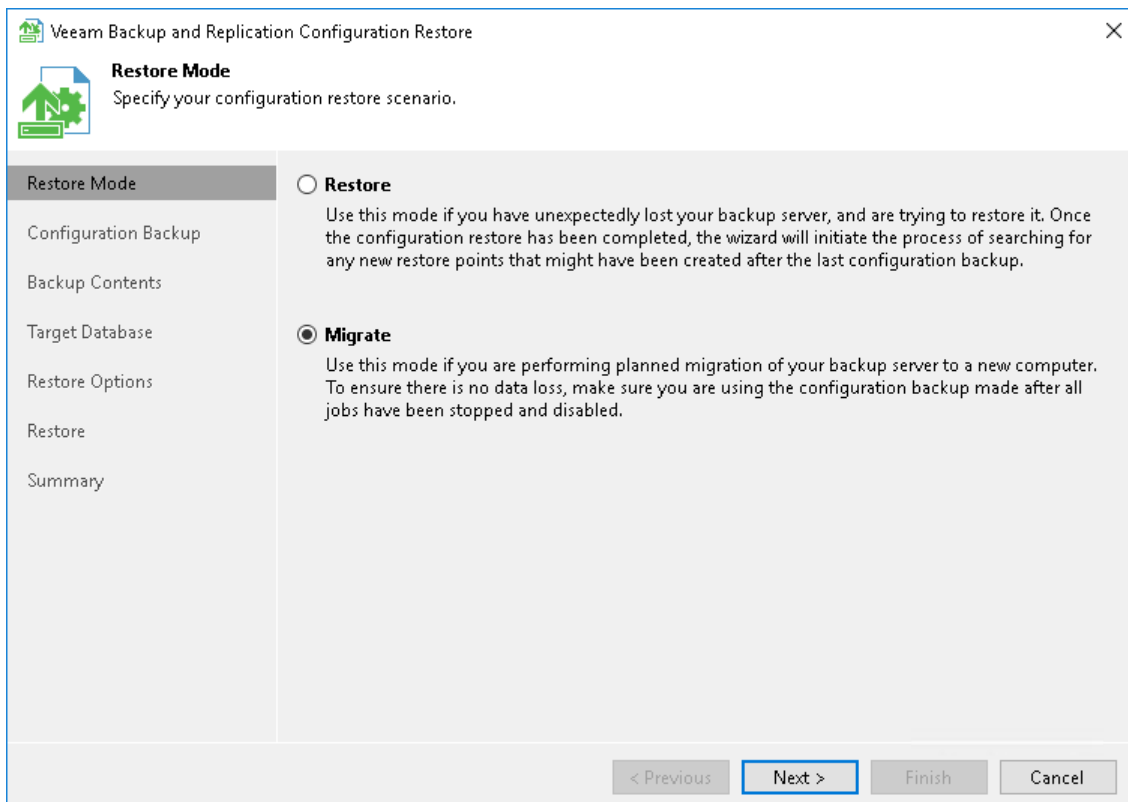 Veeam Backup and Replication Configuration Restore
Restore Mode
Specify your configuration restore scenario.
Restore Mode
Configuration Backup
Backup Contents
Target Database
Restore Options
Restore
Summary
Restore
Use this mode if you have unexpectedly lost your backup server, and are trying to restore it. Once
the configuration restore has been completed, the wizard will initiate the process of searching for
any new restore points that might have been created after the last configuration backup.
Migrate
Use this mode if you are performing planned migration of your backup server to a new computer.
To ensure there is no data loss, make sure you are using the configuration backup made after all
jobs have been stopped and disabled.
< Previous
Next >
Finish
Cancel